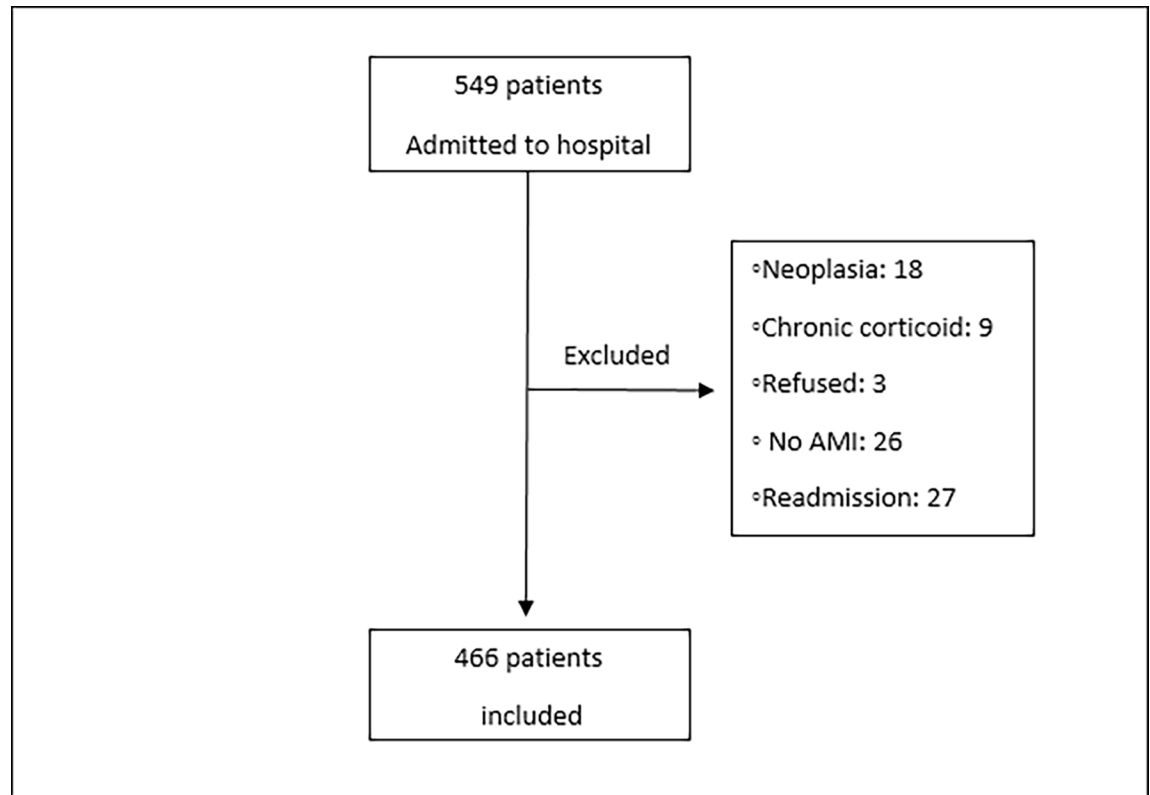 549 patients
Admitted to hospital
Excluded
◦Neoplasia: 18
◦Chronic corticoid: 9
◦Refused: 3
◦ No AMI: 26
◦Readmission: 27
466 patients
included